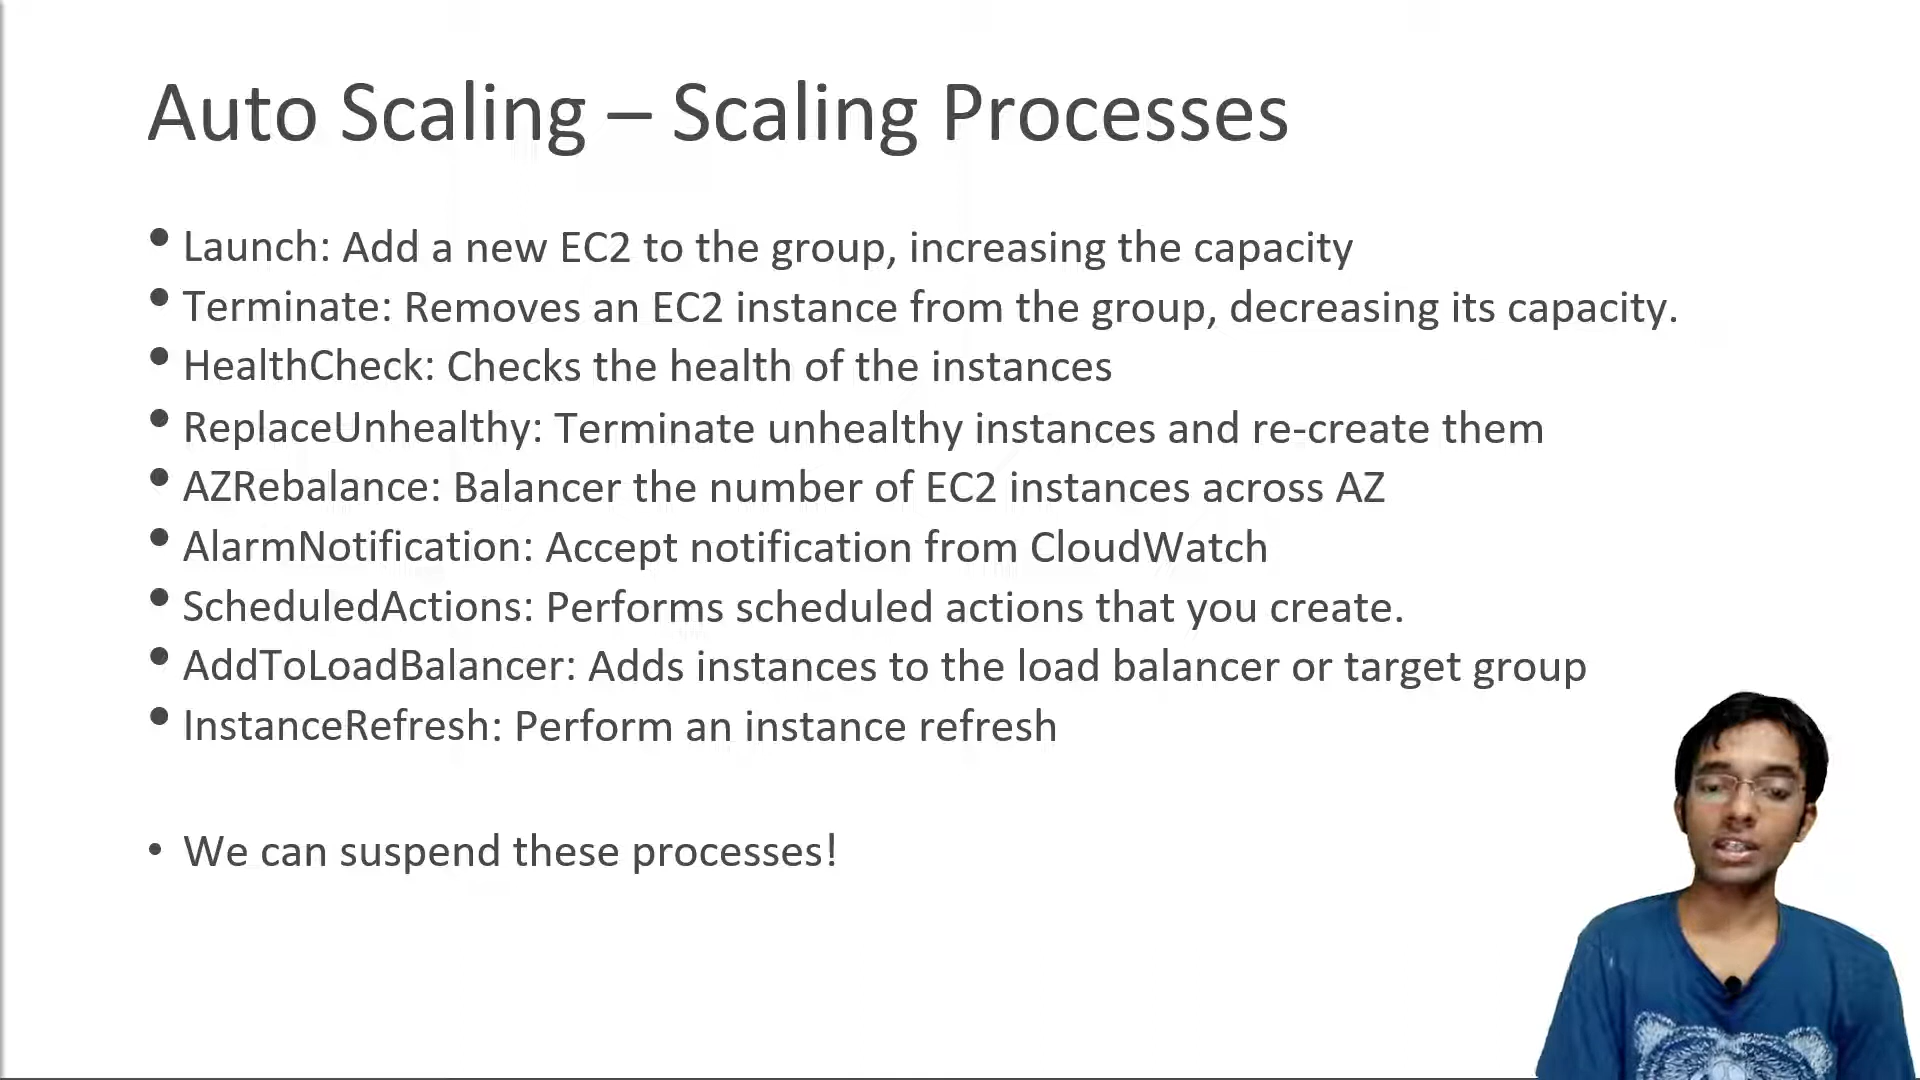 Auto Scaling – Scaling Processes
• Launch: Add a new EC2 to the group, increasing the capacity
• Terminate: Removes an EC2 instance from the group, decreasing its capacity.
• HealthCheck: Checks the health of the instances
• ReplaceUnhealthy: Terminate unhealthy instances and re-create them
• AZRebalance: Balancer the number of EC2 instances across AZ
• AlarmNotification: Accept notification from CloudWatch
• ScheduledActions: Performs scheduled actions that you create.
• AddToLoadBalancer: Adds instances to the load balancer or target group
• InstanceRefresh: Perform an instance refresh
• We can suspend these processes!